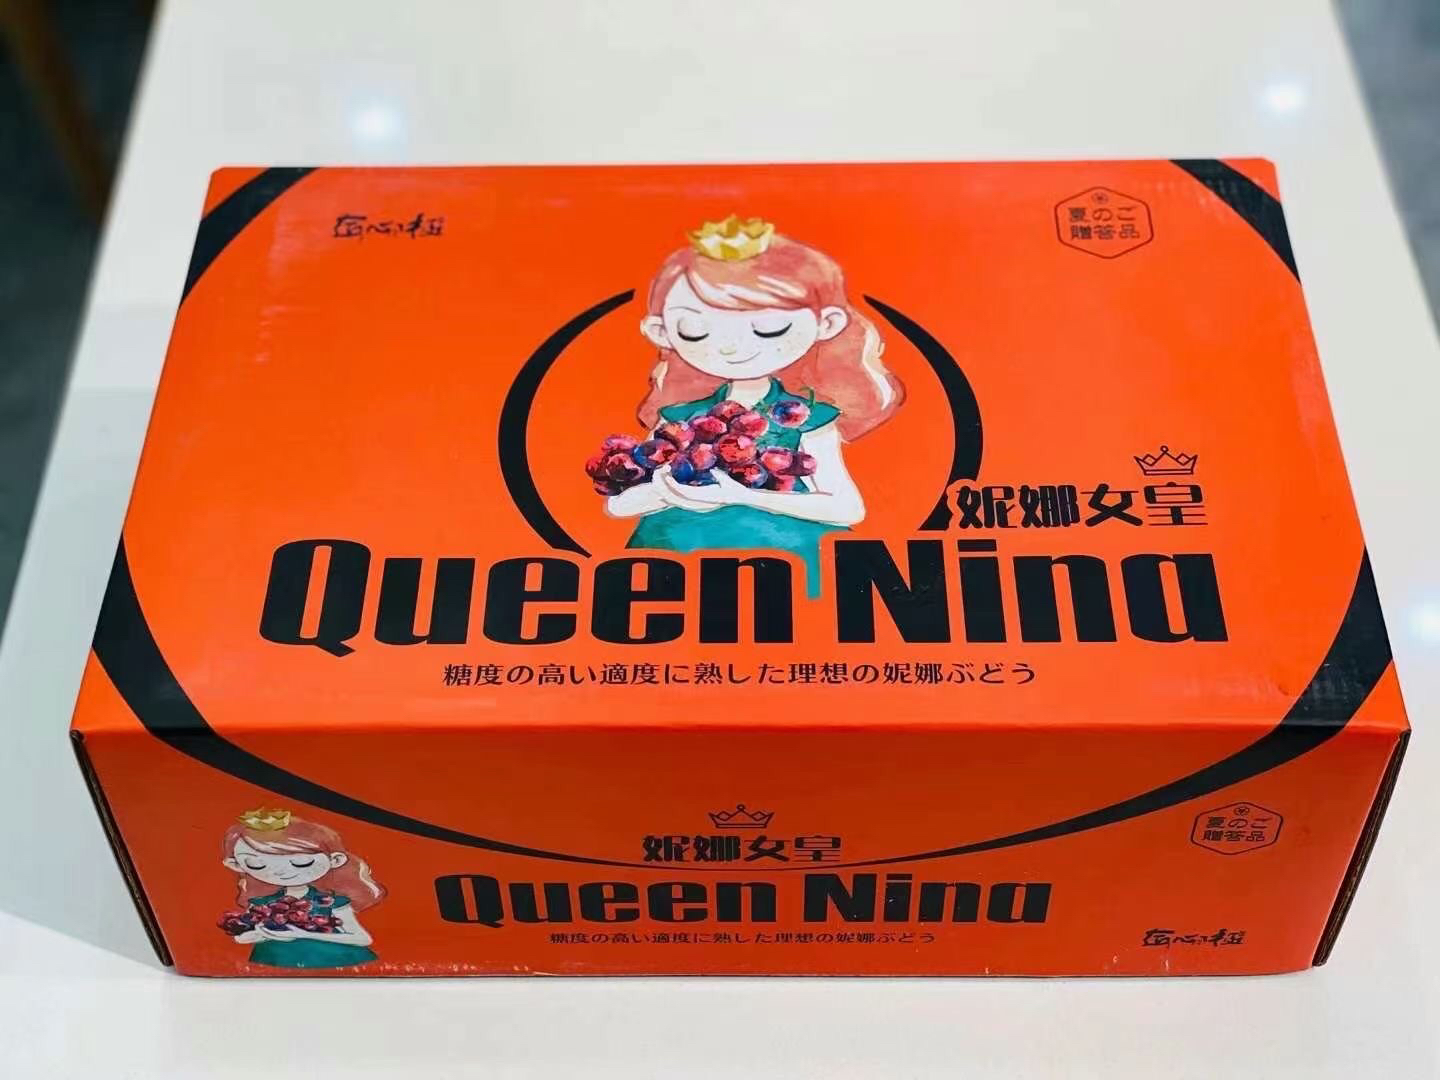 夏のご
贈答品
妮娜女皇
Queen Nina
糖度の高い適度に熟した理想の妮娜ぶどう
妮娜女皇
Queen Nina
糖度の高い適度に熟した理想の妮娜ぶどう
夏のご
贈答品